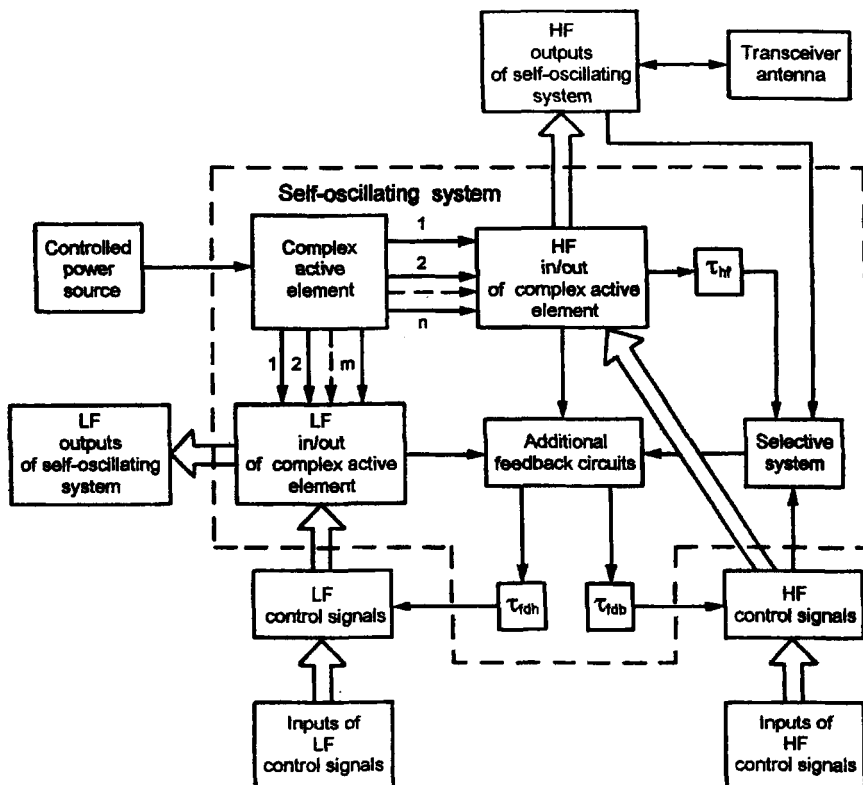 HF
outputs
of self-oscillating
system
Transceiver
antenna
Self-oscillating system
Controlled
power
source
Complex
active
element
1
2
n
HF
in/out
of complex active
element
τhf
1 2 m
LF
outputs
of self-oscillating
system
LF
in/out
of complex active
element
Additional
feedback circuits
Selective
system
LF
control signals
τfdh
τfdb
HF
control signals
Inputs of
LF
control signals
Inputs of
HF
control signals